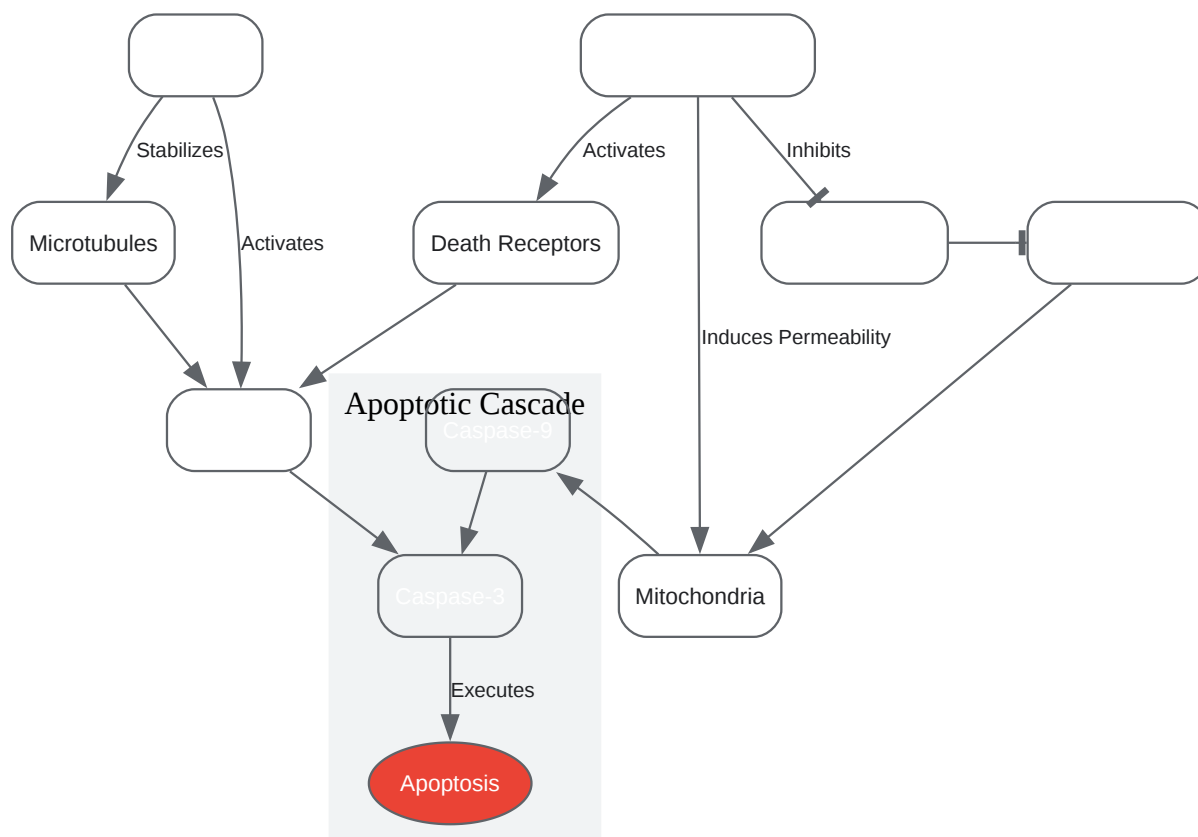 Stabilizes
Activates
Inhibits
Microtubules
Activates
Death Receptors
Induces Permeability
Apoptotic Cascade
Caspase-9
Caspase-3
Mitochondria
Executes
Apoptosis